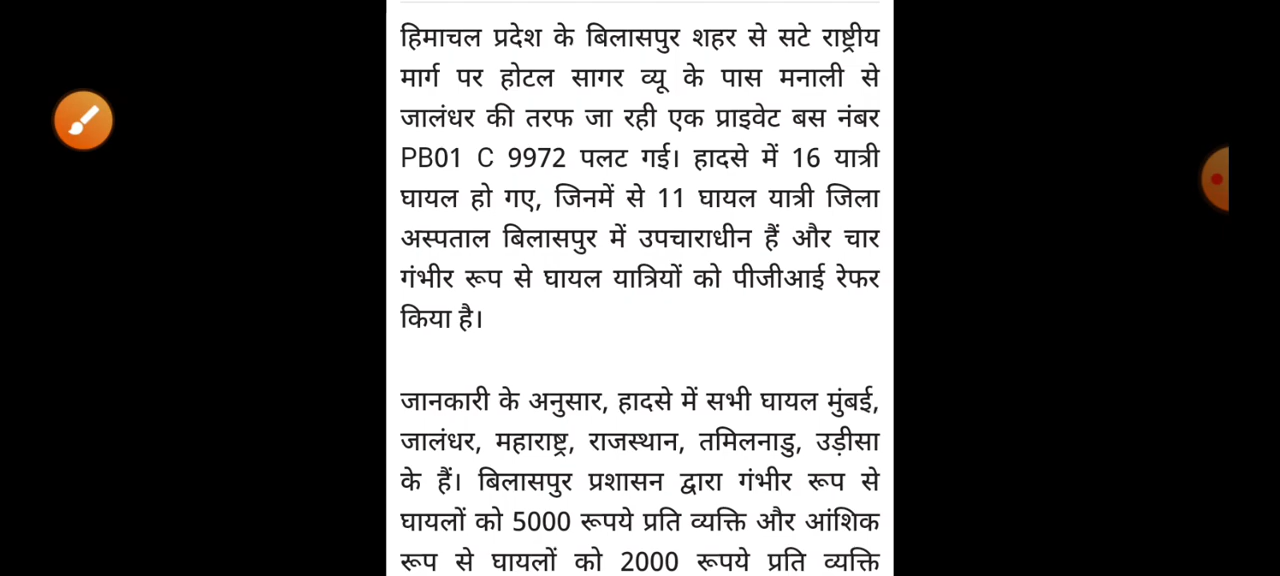 हिमाचल प्रदेश के बिलासपुर शहर से सटे राष्ट्रीय
मार्ग पर होटल सागर व्यू के पास मनाली से
जालंधर की तरफ जा रही एक प्राइवेट बस नंबर
PB01 C 9972 पलट गई। हादसे में 16 यात्री
घायल हो गए, जिनमें से 11 घायल यात्री जिला
अस्पताल बिलासपुर में उपचाराधीन हैं और चार
गंभीर रूप से घायल यात्रियों को पीजीआई रेफर
किया है।
जानकारी के अनुसार, हादसे में सभी घायल मुंबई,
जालंधर, महाराष्ट्र, राजस्थान, तमिलनाडु, उड़ीसा
के हैं। बिलासपुर प्रशासन द्वारा गंभीर रूप से
घायलों को 5000 रूपये प्रति व्यक्ति और आंशिक
रूप से घायलों को 2000 रूपये प्रति व्यक्ति